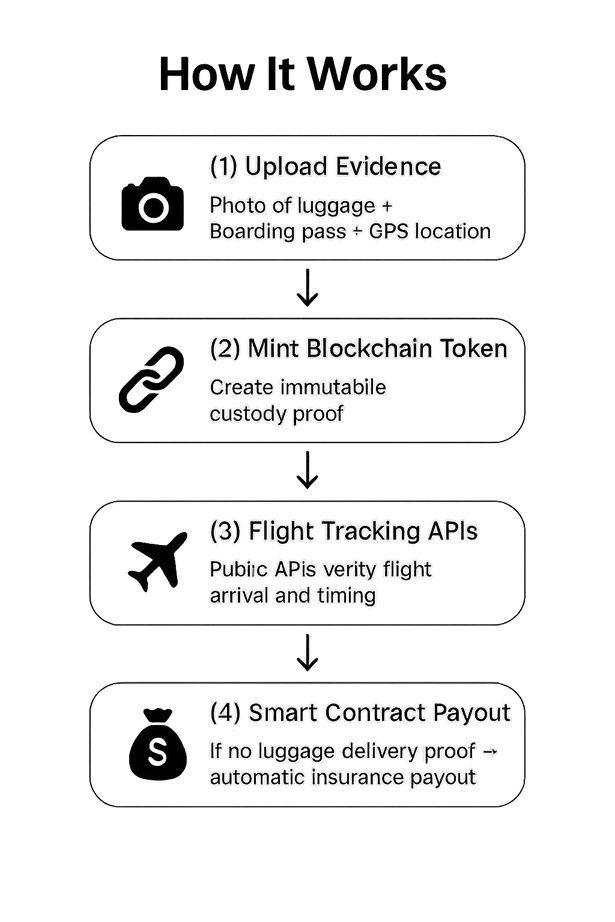 How It Works
(1) Upload Evidence
Photo of luggage +
Boarding pass ÷ GPS location
(2) Mint Blockchain Token
Create immutabile
custody proof
(3) Flight Tracking APIs
Pubiic APis verity flight
arrival and timing
S
(4) Smart Contract Payout
If no luggage delivery proof →
automatic insurance payout